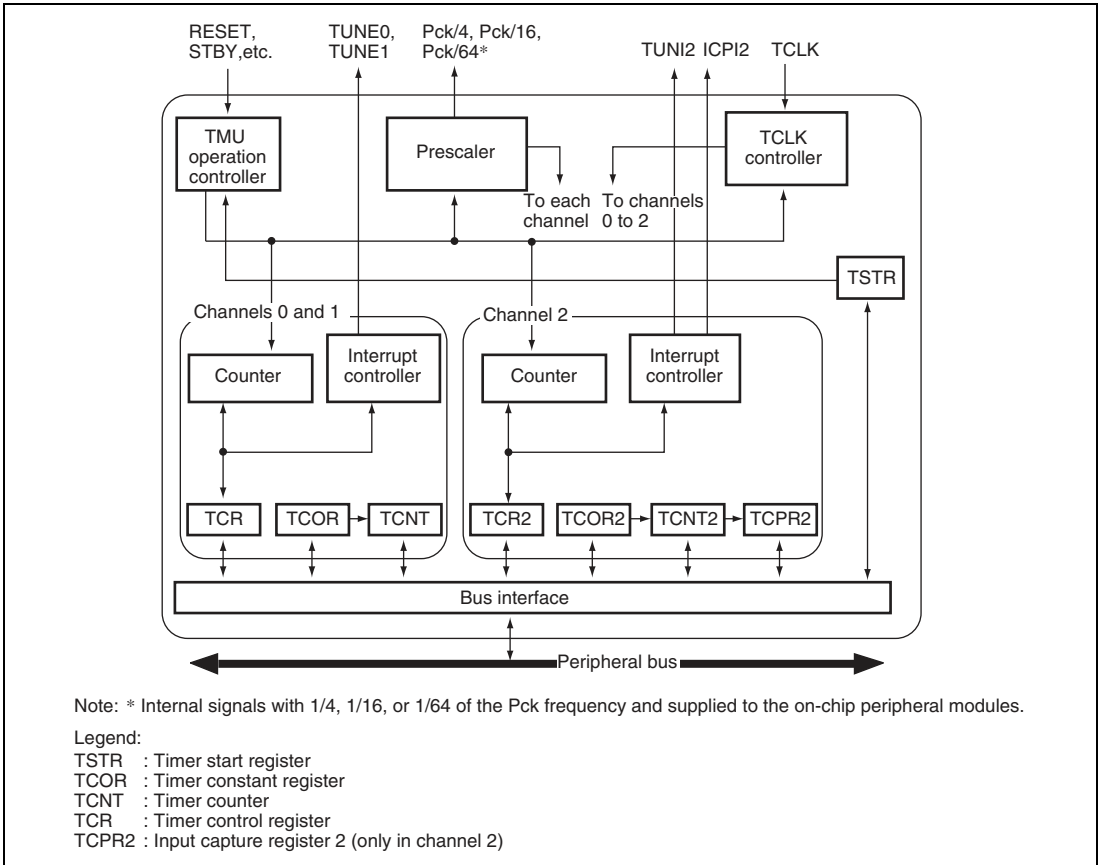 RESET,
STBY,etc.
TUNE0,
TUNE1
Pck/4, Pck/16,
Pck/64*
TUNI2
ICPI2
TCLK
TMU
operation
controller
Prescaler
TCLK
controller
To each
channel
To channels
0 to 2
TSTR
Channels 0 and 1
Channel 2
Counter
Interrupt
controller
Counter
Interrupt
controller
TCR
TCOR
TCNT
TCR2
TCOR2
TCNT2
TCPR2
Bus interface
Peripheral bus
Note: * Internal signals with 1/4, 1/16, or 1/64 of the Pck frequency and supplied to the on-chip peripheral modules.
Legend:
TSTR : Timer start register
TCOR : Timer constant register
TCNT : Timer counter
TCR : Timer control register
TCPR2 : Input capture register 2 (only in channel 2)